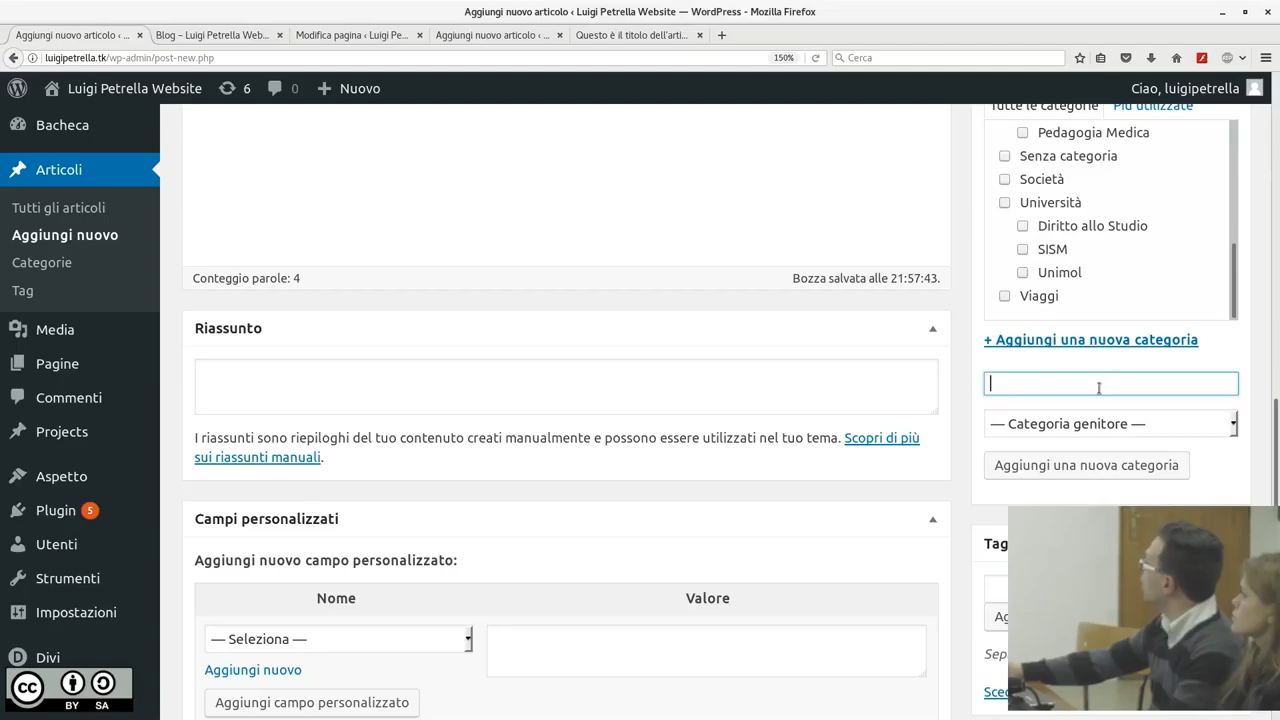 Aggiungi nuovo articolo ‹ Luigi Petrella Website — WordPress - Mozilla Firefox
Aggiungi nuovo articolo ‹ ...
Blog – Luigi Petrella Web...
Modifica pagina ‹ Luigi Pe...
Aggiungi nuovo articolo ‹ ...
Questo è il titolo dell'arti...
luigipetrella.tk/wp-admin/post-new.php
150%
Cerca
Luigi Petrella Website
6
0
Nuovo
Ciao, luigipetrella
Bacheca
Articoli
Tutti gli articoli
Aggiungi nuovo
Categorie
Tag
Media
Pagine
Commenti
Projects
Aspetto
Plugin 5
Utenti
Strumenti
Impostazioni
Divi
Conteggio parole: 4
Bozza salvata alle 21:57:43.
Riassunto
I riassunti sono riepiloghi del tuo contenuto creati manualmente e possono essere utilizzati nel tuo tema. Scopri di più
sui riassunti manuali.
Campi personalizzati
Aggiungi nuovo campo personalizzato:
Nome
Valore
— Seleziona —
Aggiungi nuovo
Aggiungi campo personalizzato
Tutte le categorie
Più utilizzate
Pedagogia Medica
Senza categoria
Società
Università
Diritto allo Studio
SISM
Unimol
Viaggi
+ Aggiungi una nuova categoria
— Categoria genitore —
Aggiungi una nuova categoria
Tag
Ag
Sep
Sce
cc
BY SA